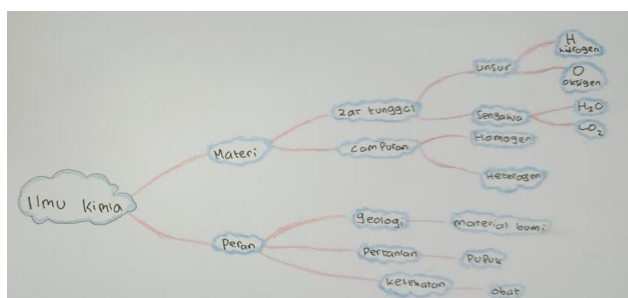 Ilmu kimia
Materi
zat tunggal
unsur
H
hidrogen
O
oksigen
Senyawa
H₂O
CO₂
camPuran
Homogen
Heterogen
Peran
geologi
material bumi
Pertanian
PuPuk
kesehatan
obat